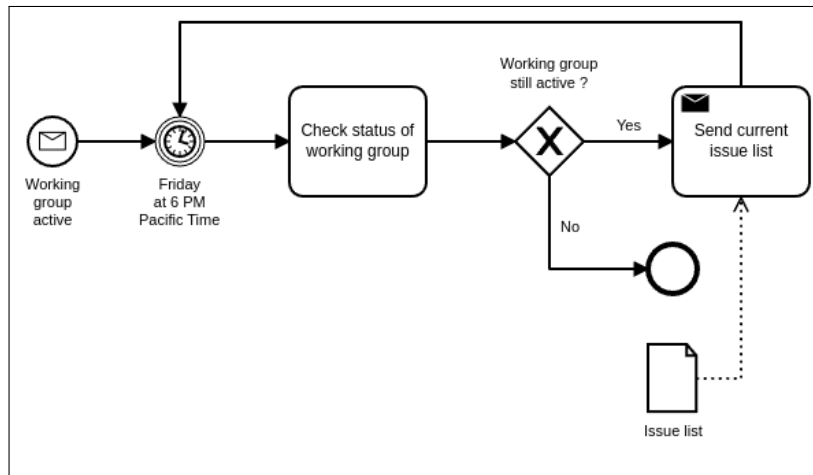 Working group
still active ?
Check status of
working group
Yes
Send current
issue list
Working
group
active
Friday
at 6 PM
Pacific Time
No
Issue list